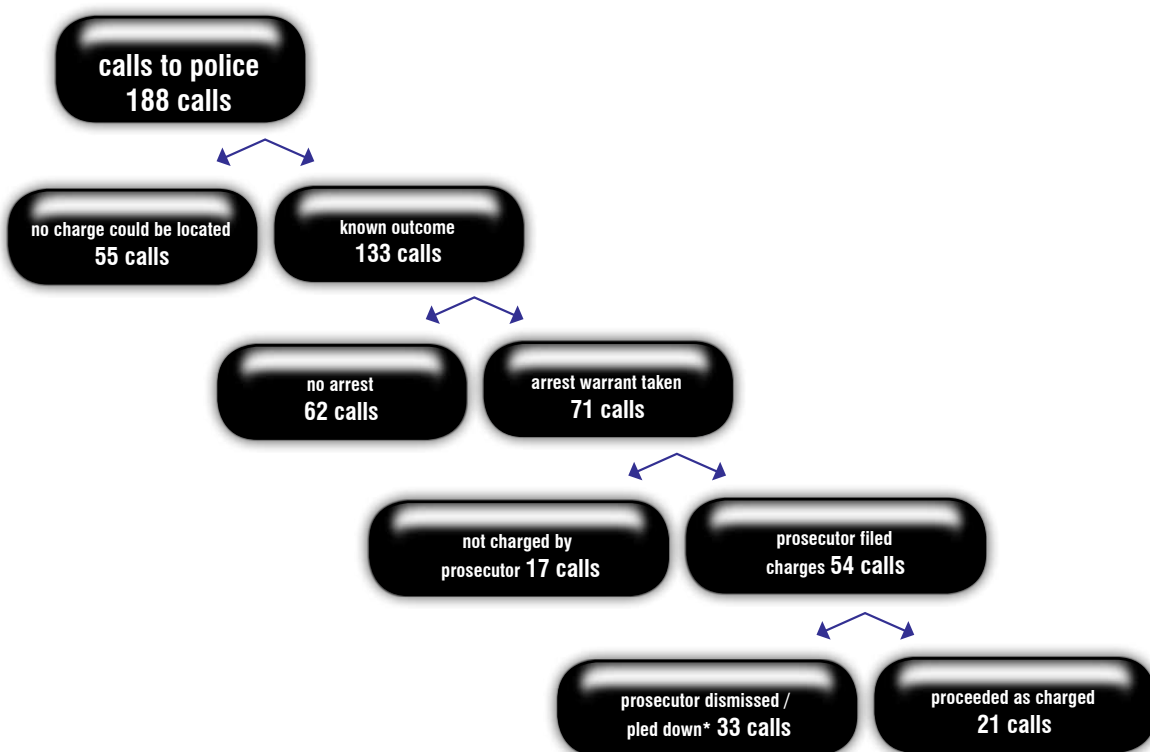 calls to police
188 calls
no charge could be located
55 calls
known outcome
133 calls
no arrest
62 calls
arrest warrant taken
71 calls
not charged by
prosecutor 17 calls
prosecutor filed
charges 54 calls
prosecutor dismissed /
pled down* 33 calls
proceeded as charged
21 calls